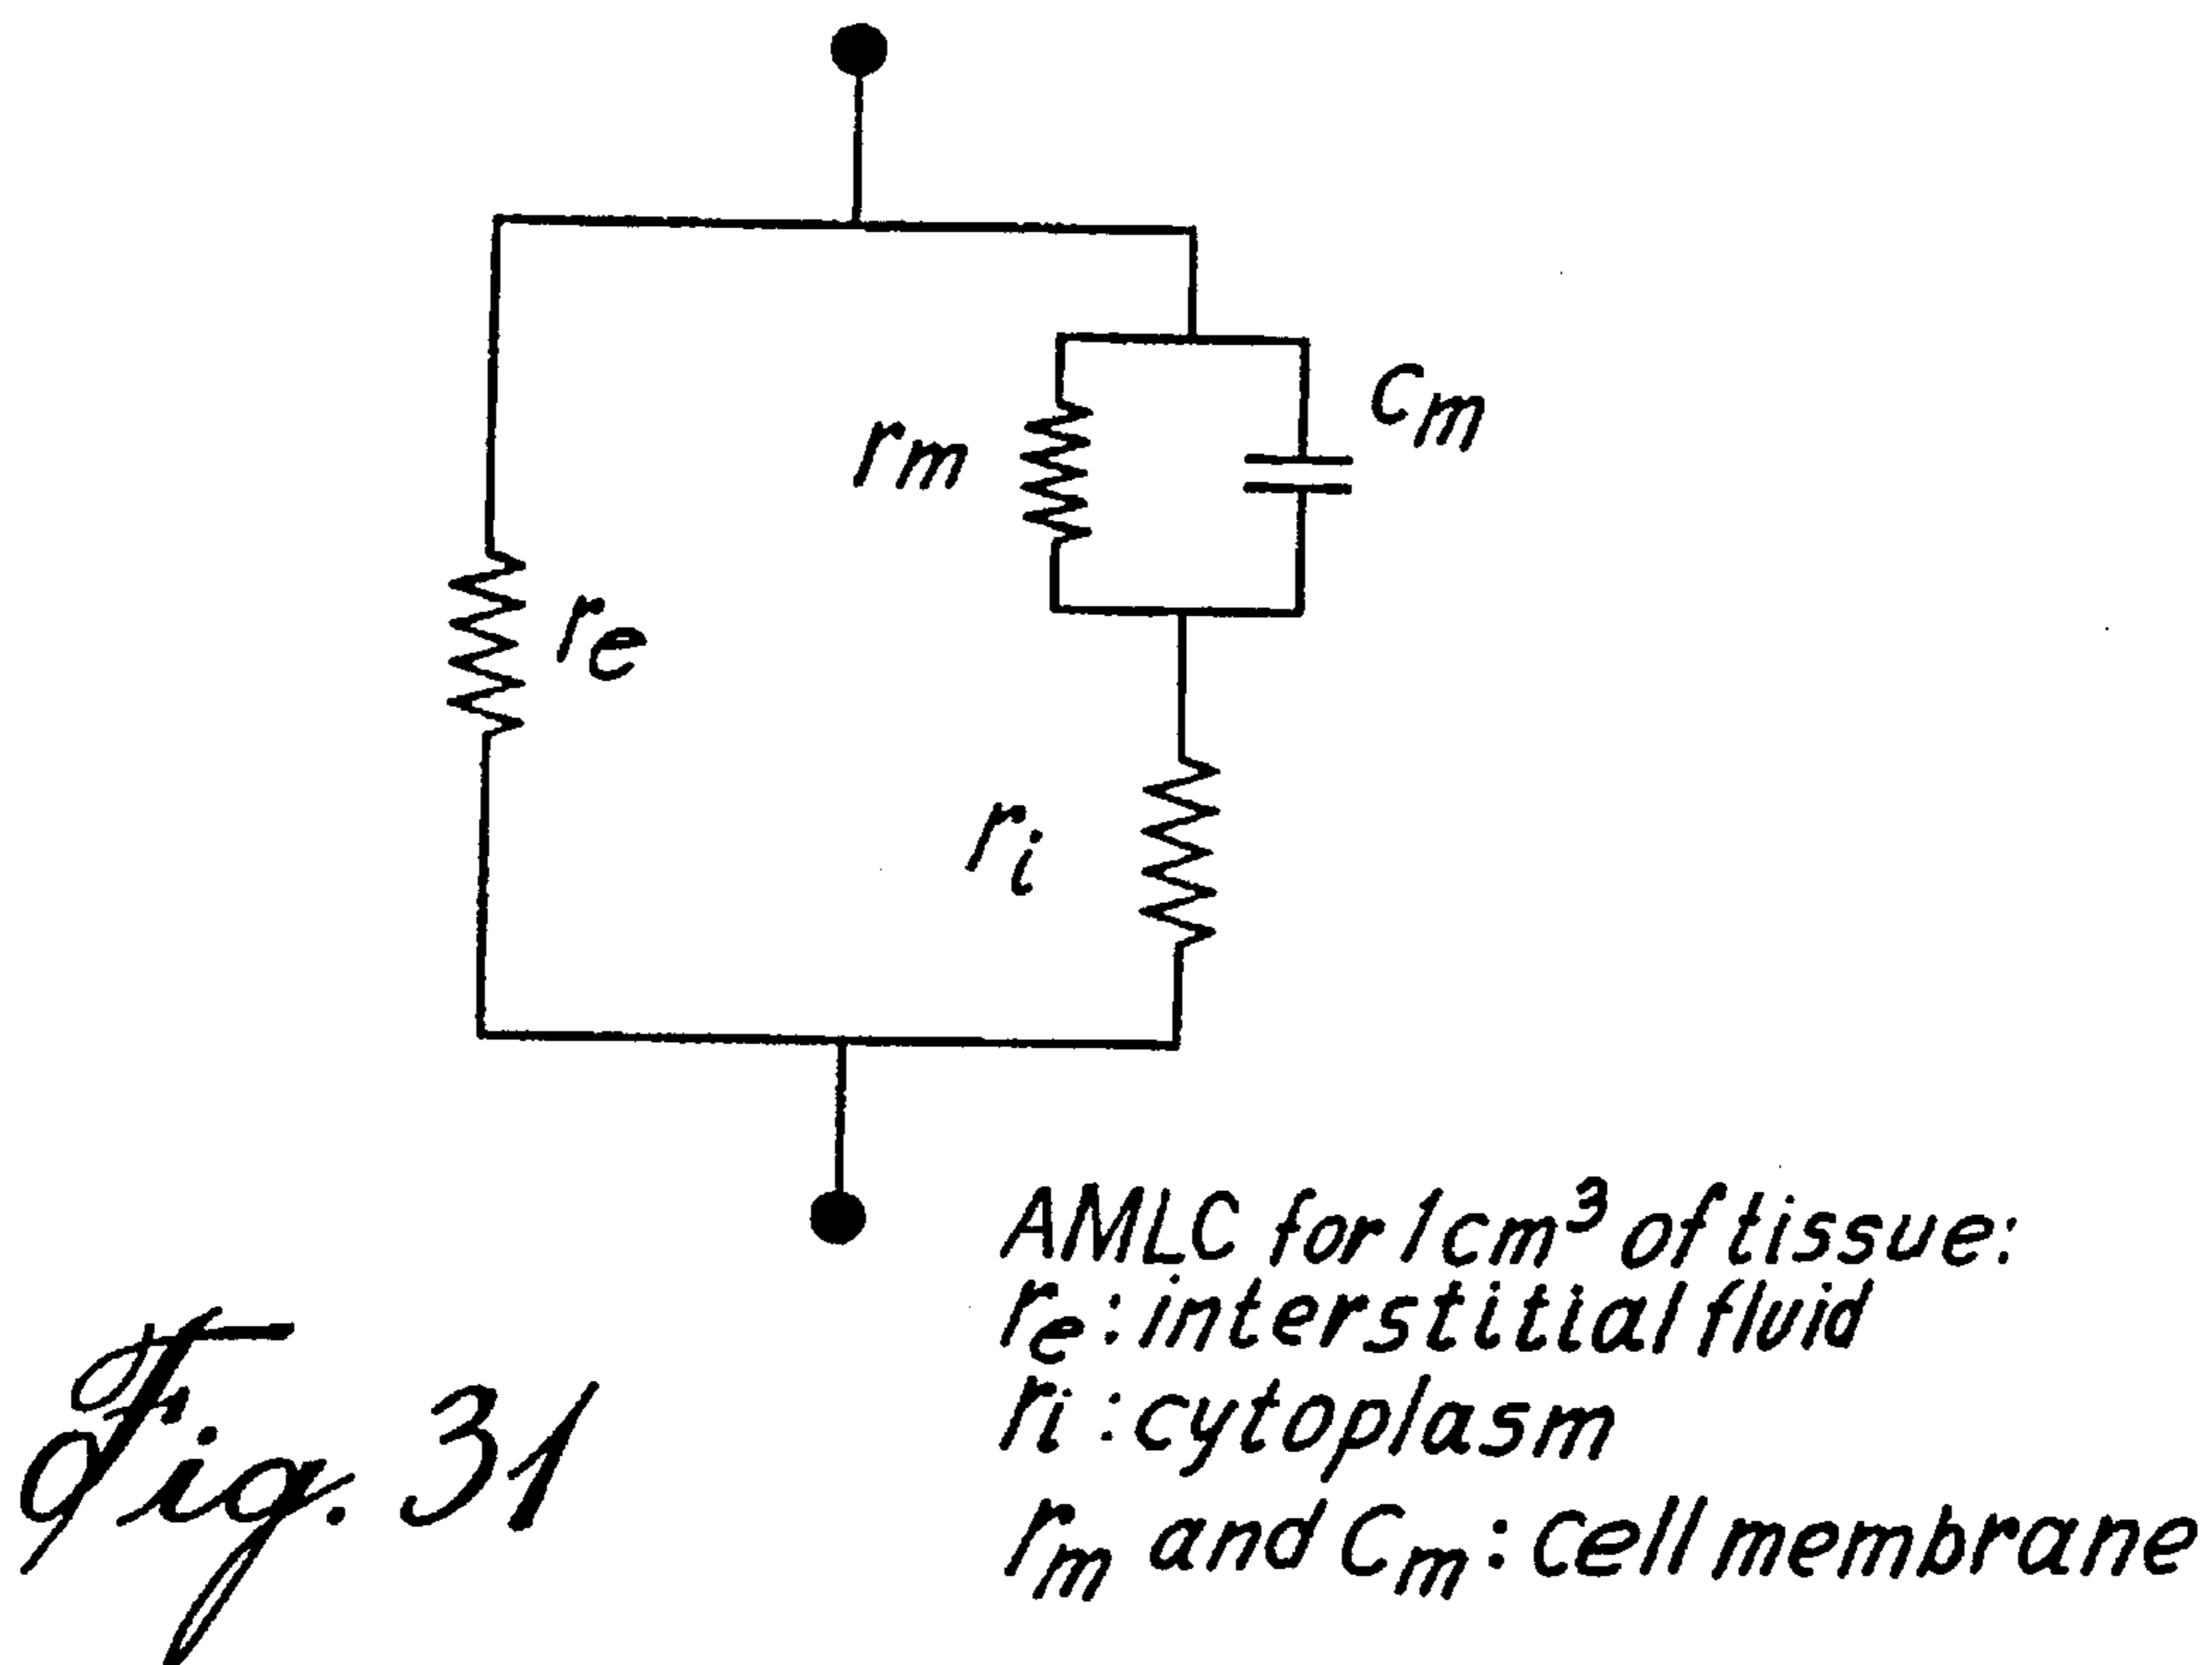 Cm
rm
re
ri
AMLC for 1cm³ of tissue:
re: interstitial fluid
ri: cytoplasm
rm and Cm: cell membrane
Fig. 31